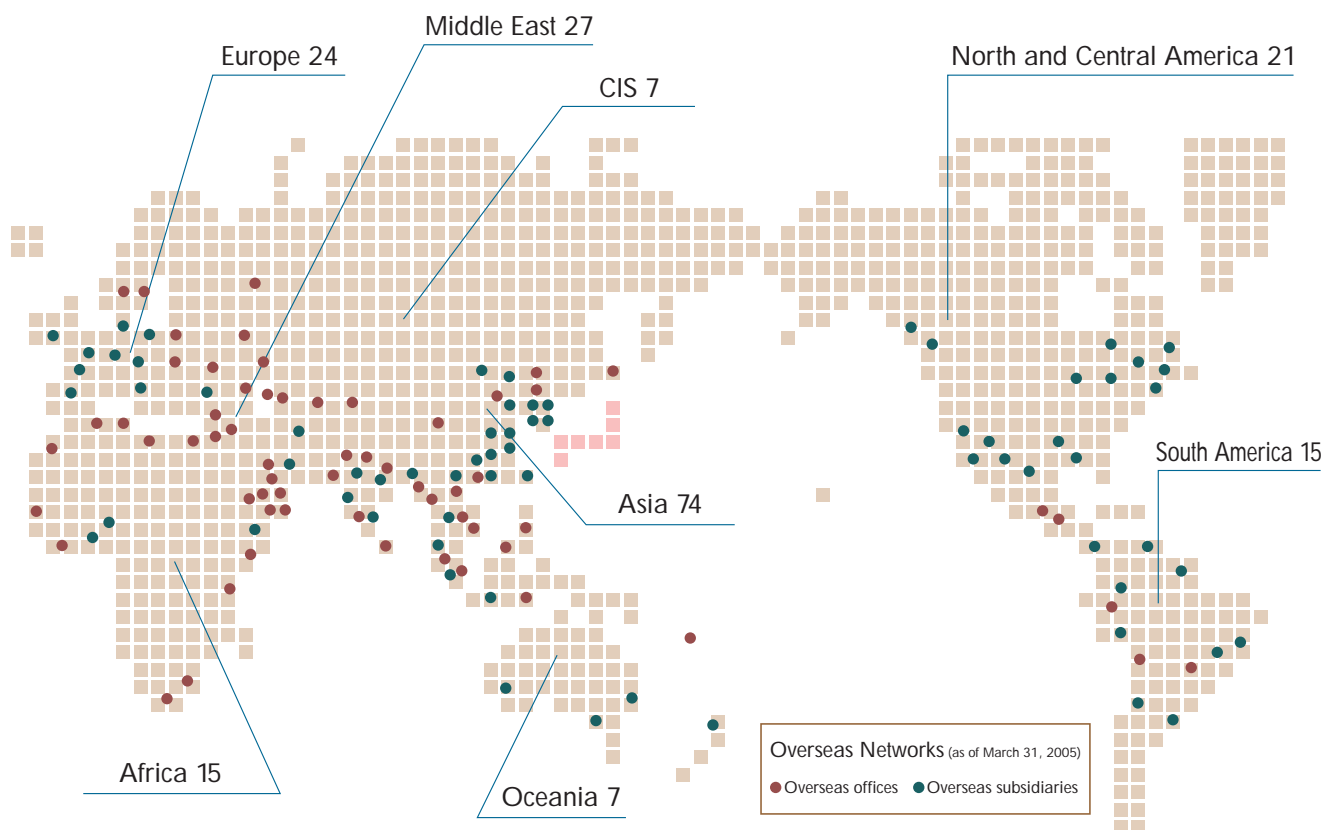 Middle East 27
Europe 24
North and Central America 21
CIS 7
South America 15
Asia 74
Africa 15
Oceania 7
Overseas Networks (as of March 31, 2005)
Overseas offices Overseas subsidiaries